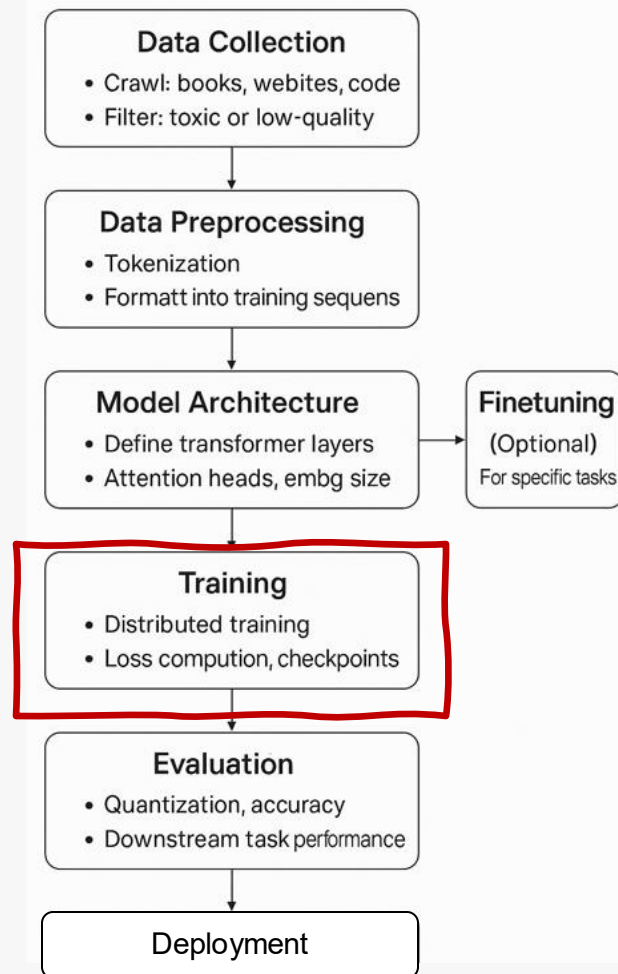 Data Collection
• Crawl: books, webites, code
• Filter: toxic or low-quality
Data Preprocessing
• Tokenization
• Formatt into training sequens
Model Architecture
• Define transformer layers
• Attention heads, embg size
Finetuning
(Optional)
For specific tasks
Training
• Distributed training
• Loss compution, checkpoints
Evaluation
• Quantization, accuracy
• Downstream task performance
Deployment